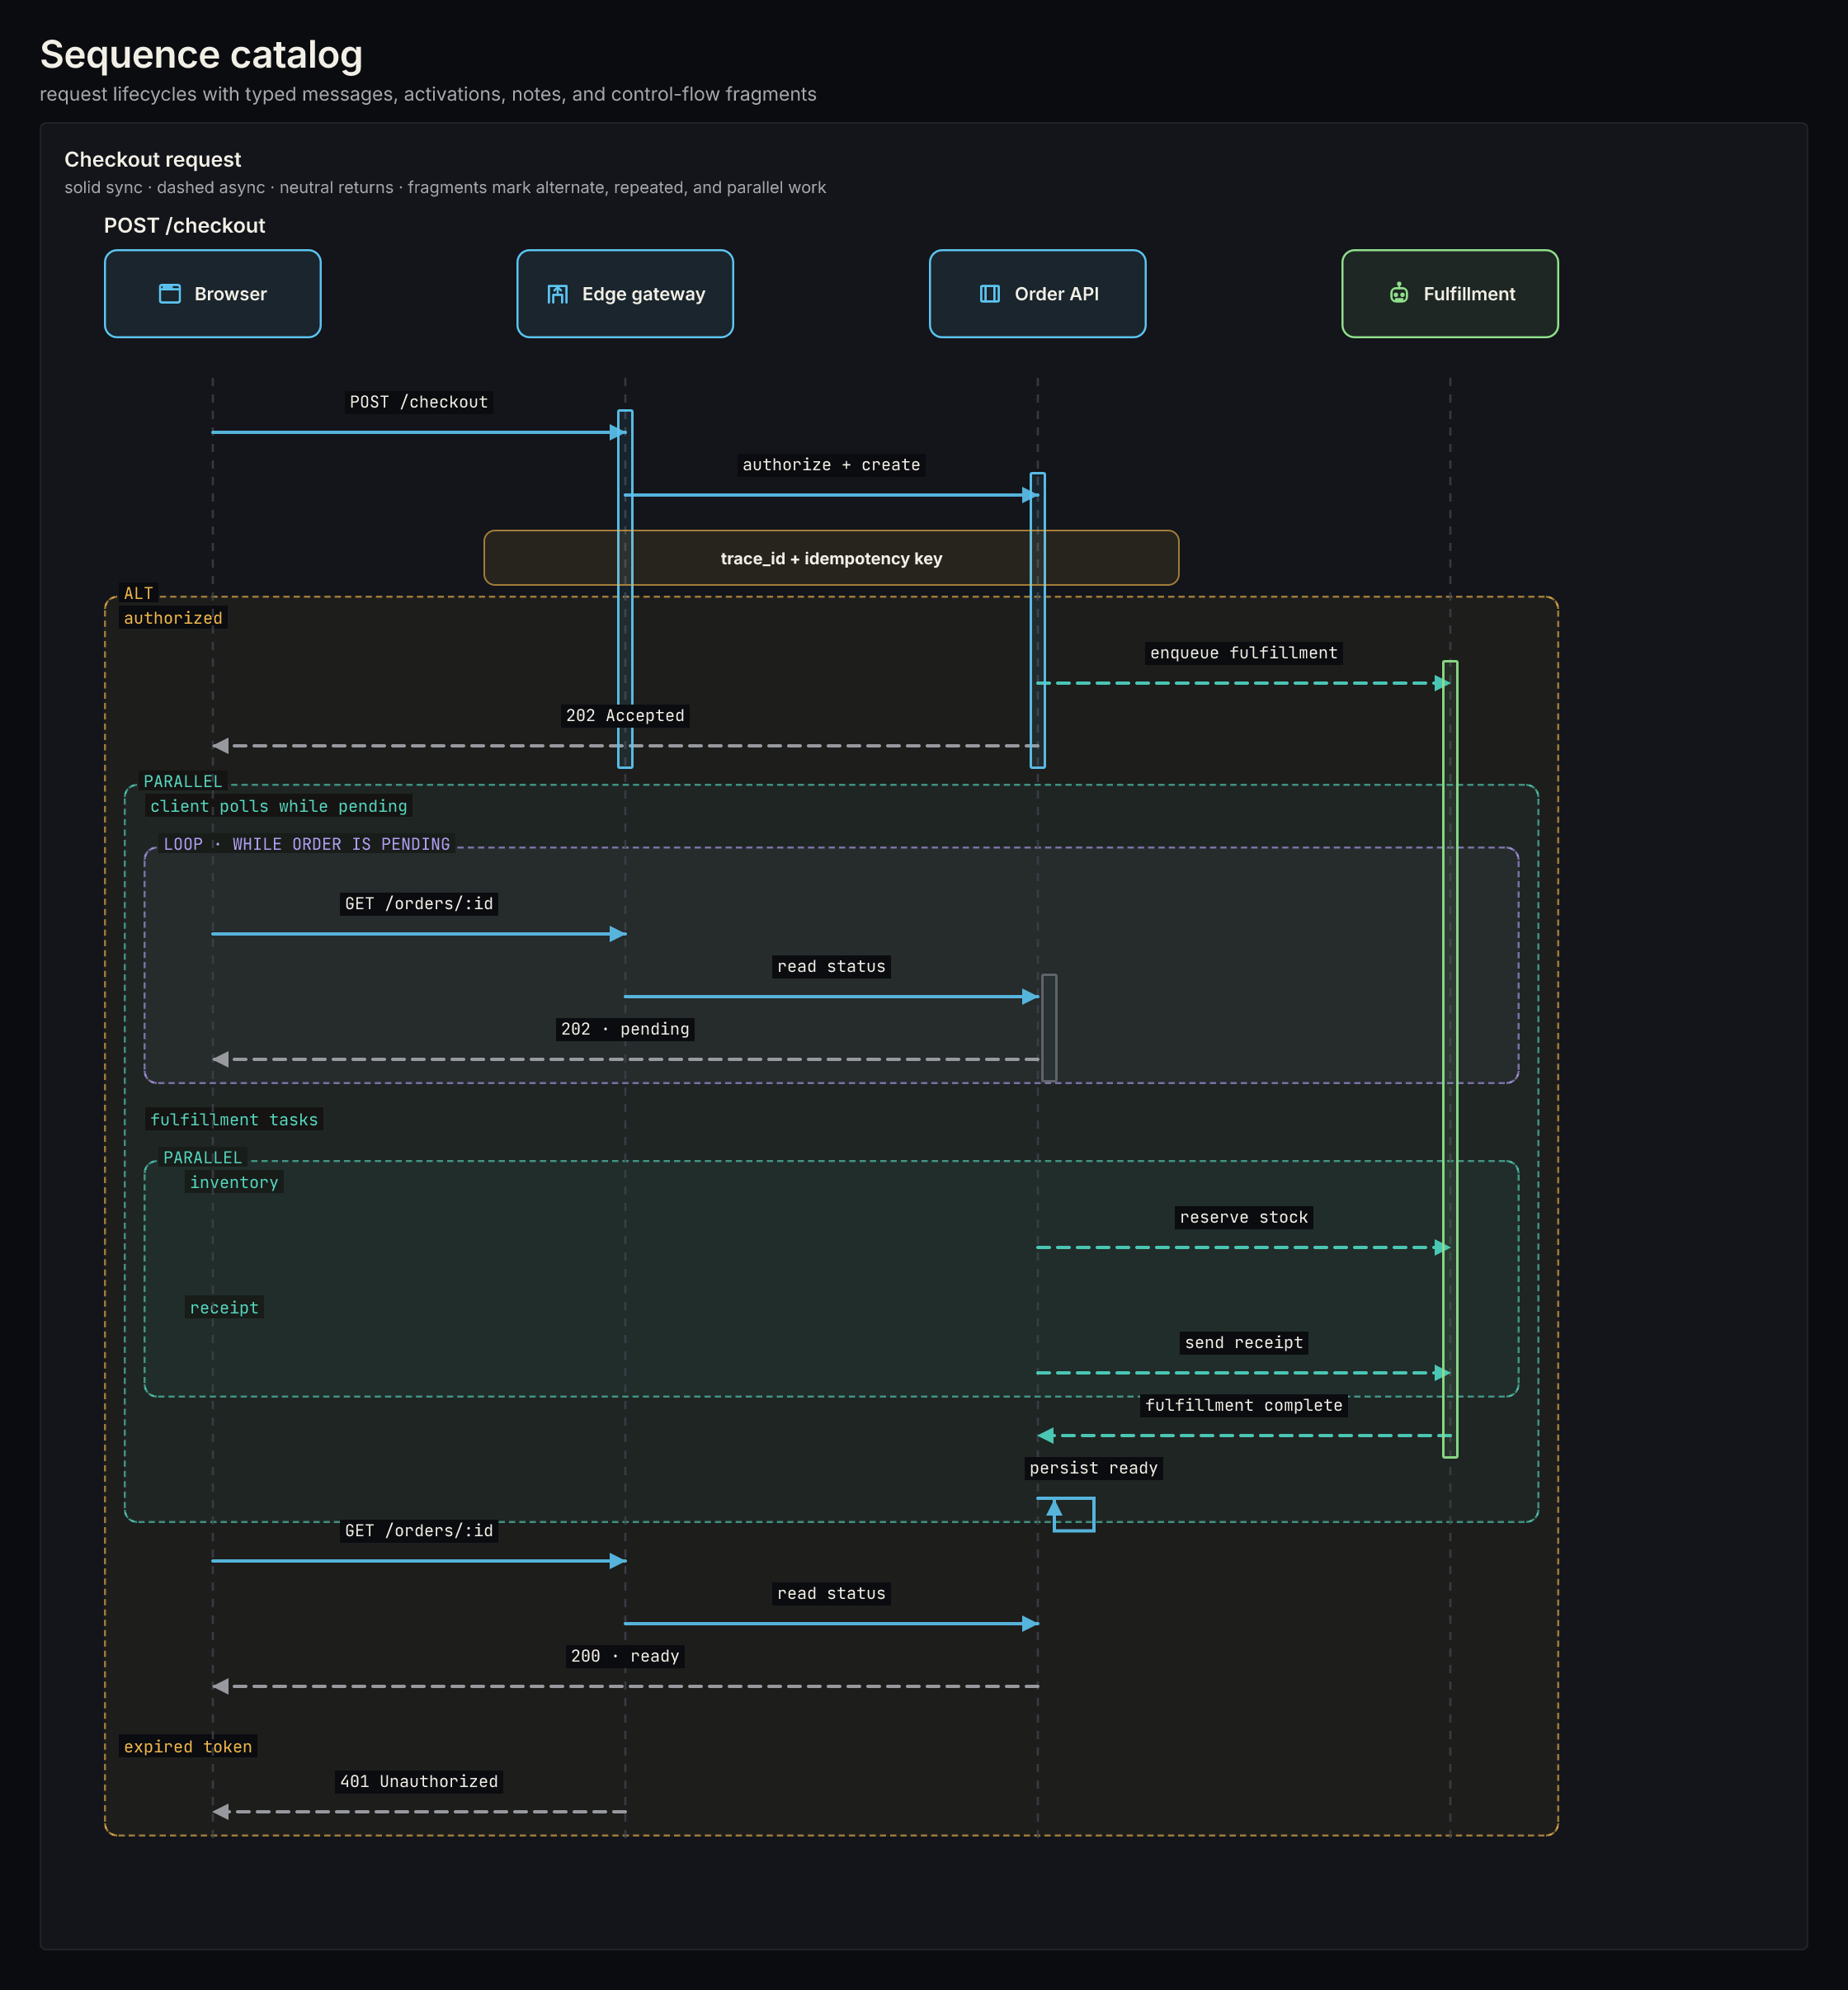 Sequence catalog
request lifecycles with typed messages, activations, notes, and control-flow fragments
Checkout request
solid sync · dashed async · neutral returns · fragments mark alternate, repeated, and parallel work
POST /checkout
Browser
Edge gateway
Order API
Fulfillment
POST /checkout
authorize + create
trace_id + idempotency key
ALT
authorized
enqueue fulfillment
202 Accepted
PARALLEL
client polls while pending
LOOP · WHILE ORDER IS PENDING
GET /orders/:id
read status
202 · pending
fulfillment tasks
PARALLEL
inventory
reserve stock
receipt
send receipt
fulfillment complete
persist ready
GET /orders/:id
read status
200 · ready
expired token
401 Unauthorized